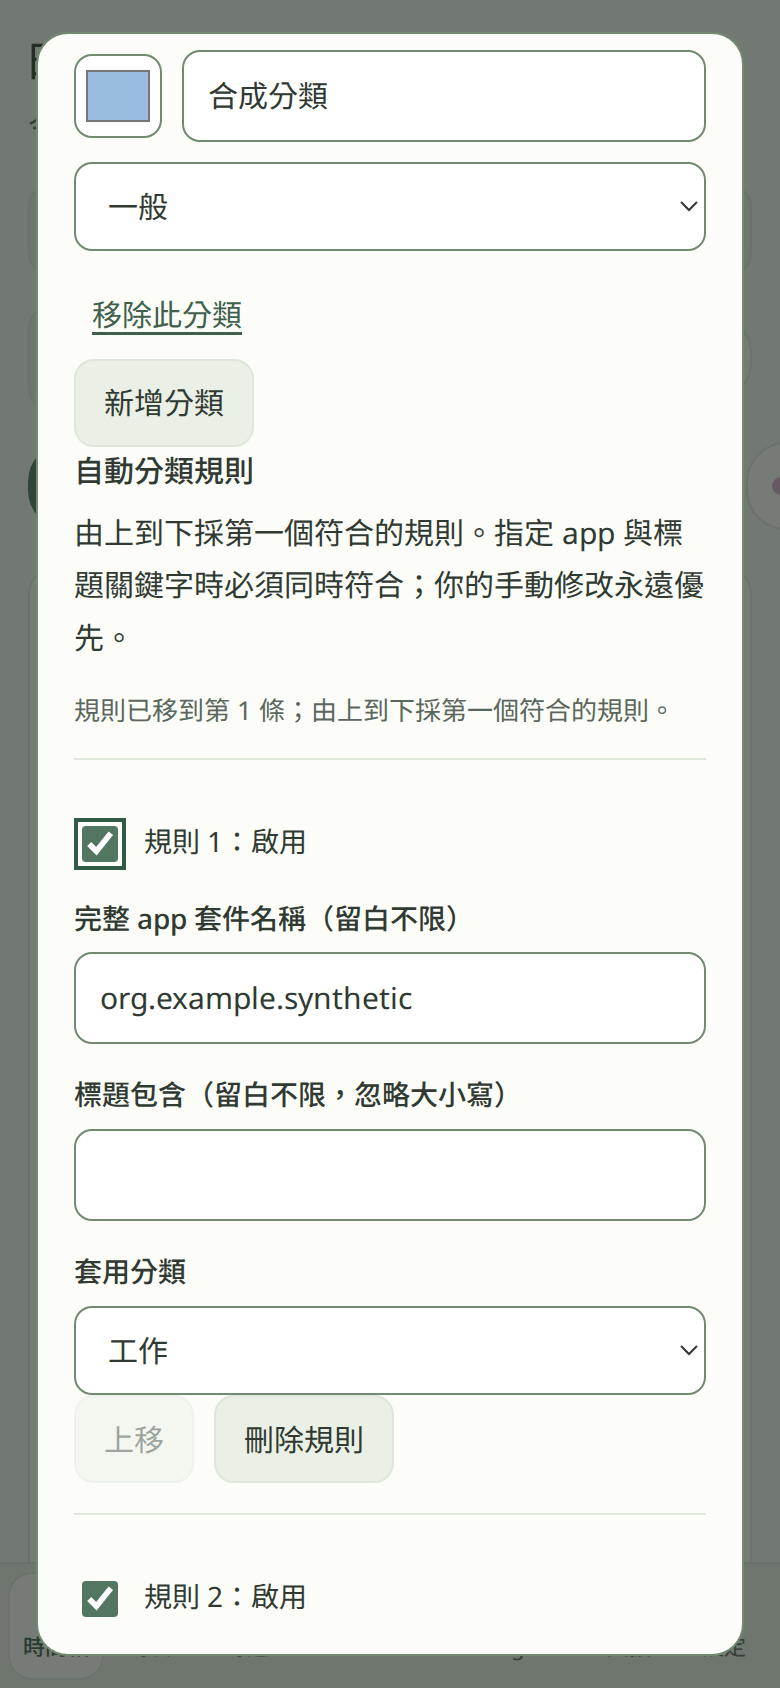 合成分類
一般
移除此分類
新增分類
自動分類規則
由上到下採第一個符合的規則。指定 app 與標
題關鍵字時必須同時符合；你的手動修改永遠優
先。
規則已移到第 1 條；由上到下採第一個符合的規則。
規則 1：啟用
完整 app 套件名稱（留白不限）
org.example.synthetic
標題包含（留白不限，忽略大小寫）
套用分類
工作
上移
刪除規則
規則 2：啟用